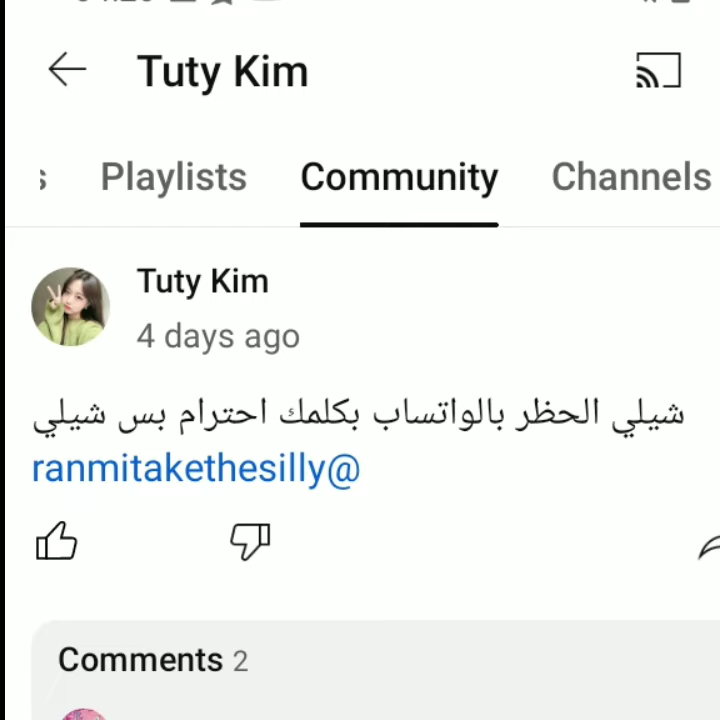 Tuty Kim
s Playlists Community Channels
Tuty Kim
4 days ago
شيلي الحظر بالواتساب بكلمك احترام بس شيلي
ranmitakethesilly@
Comments 2